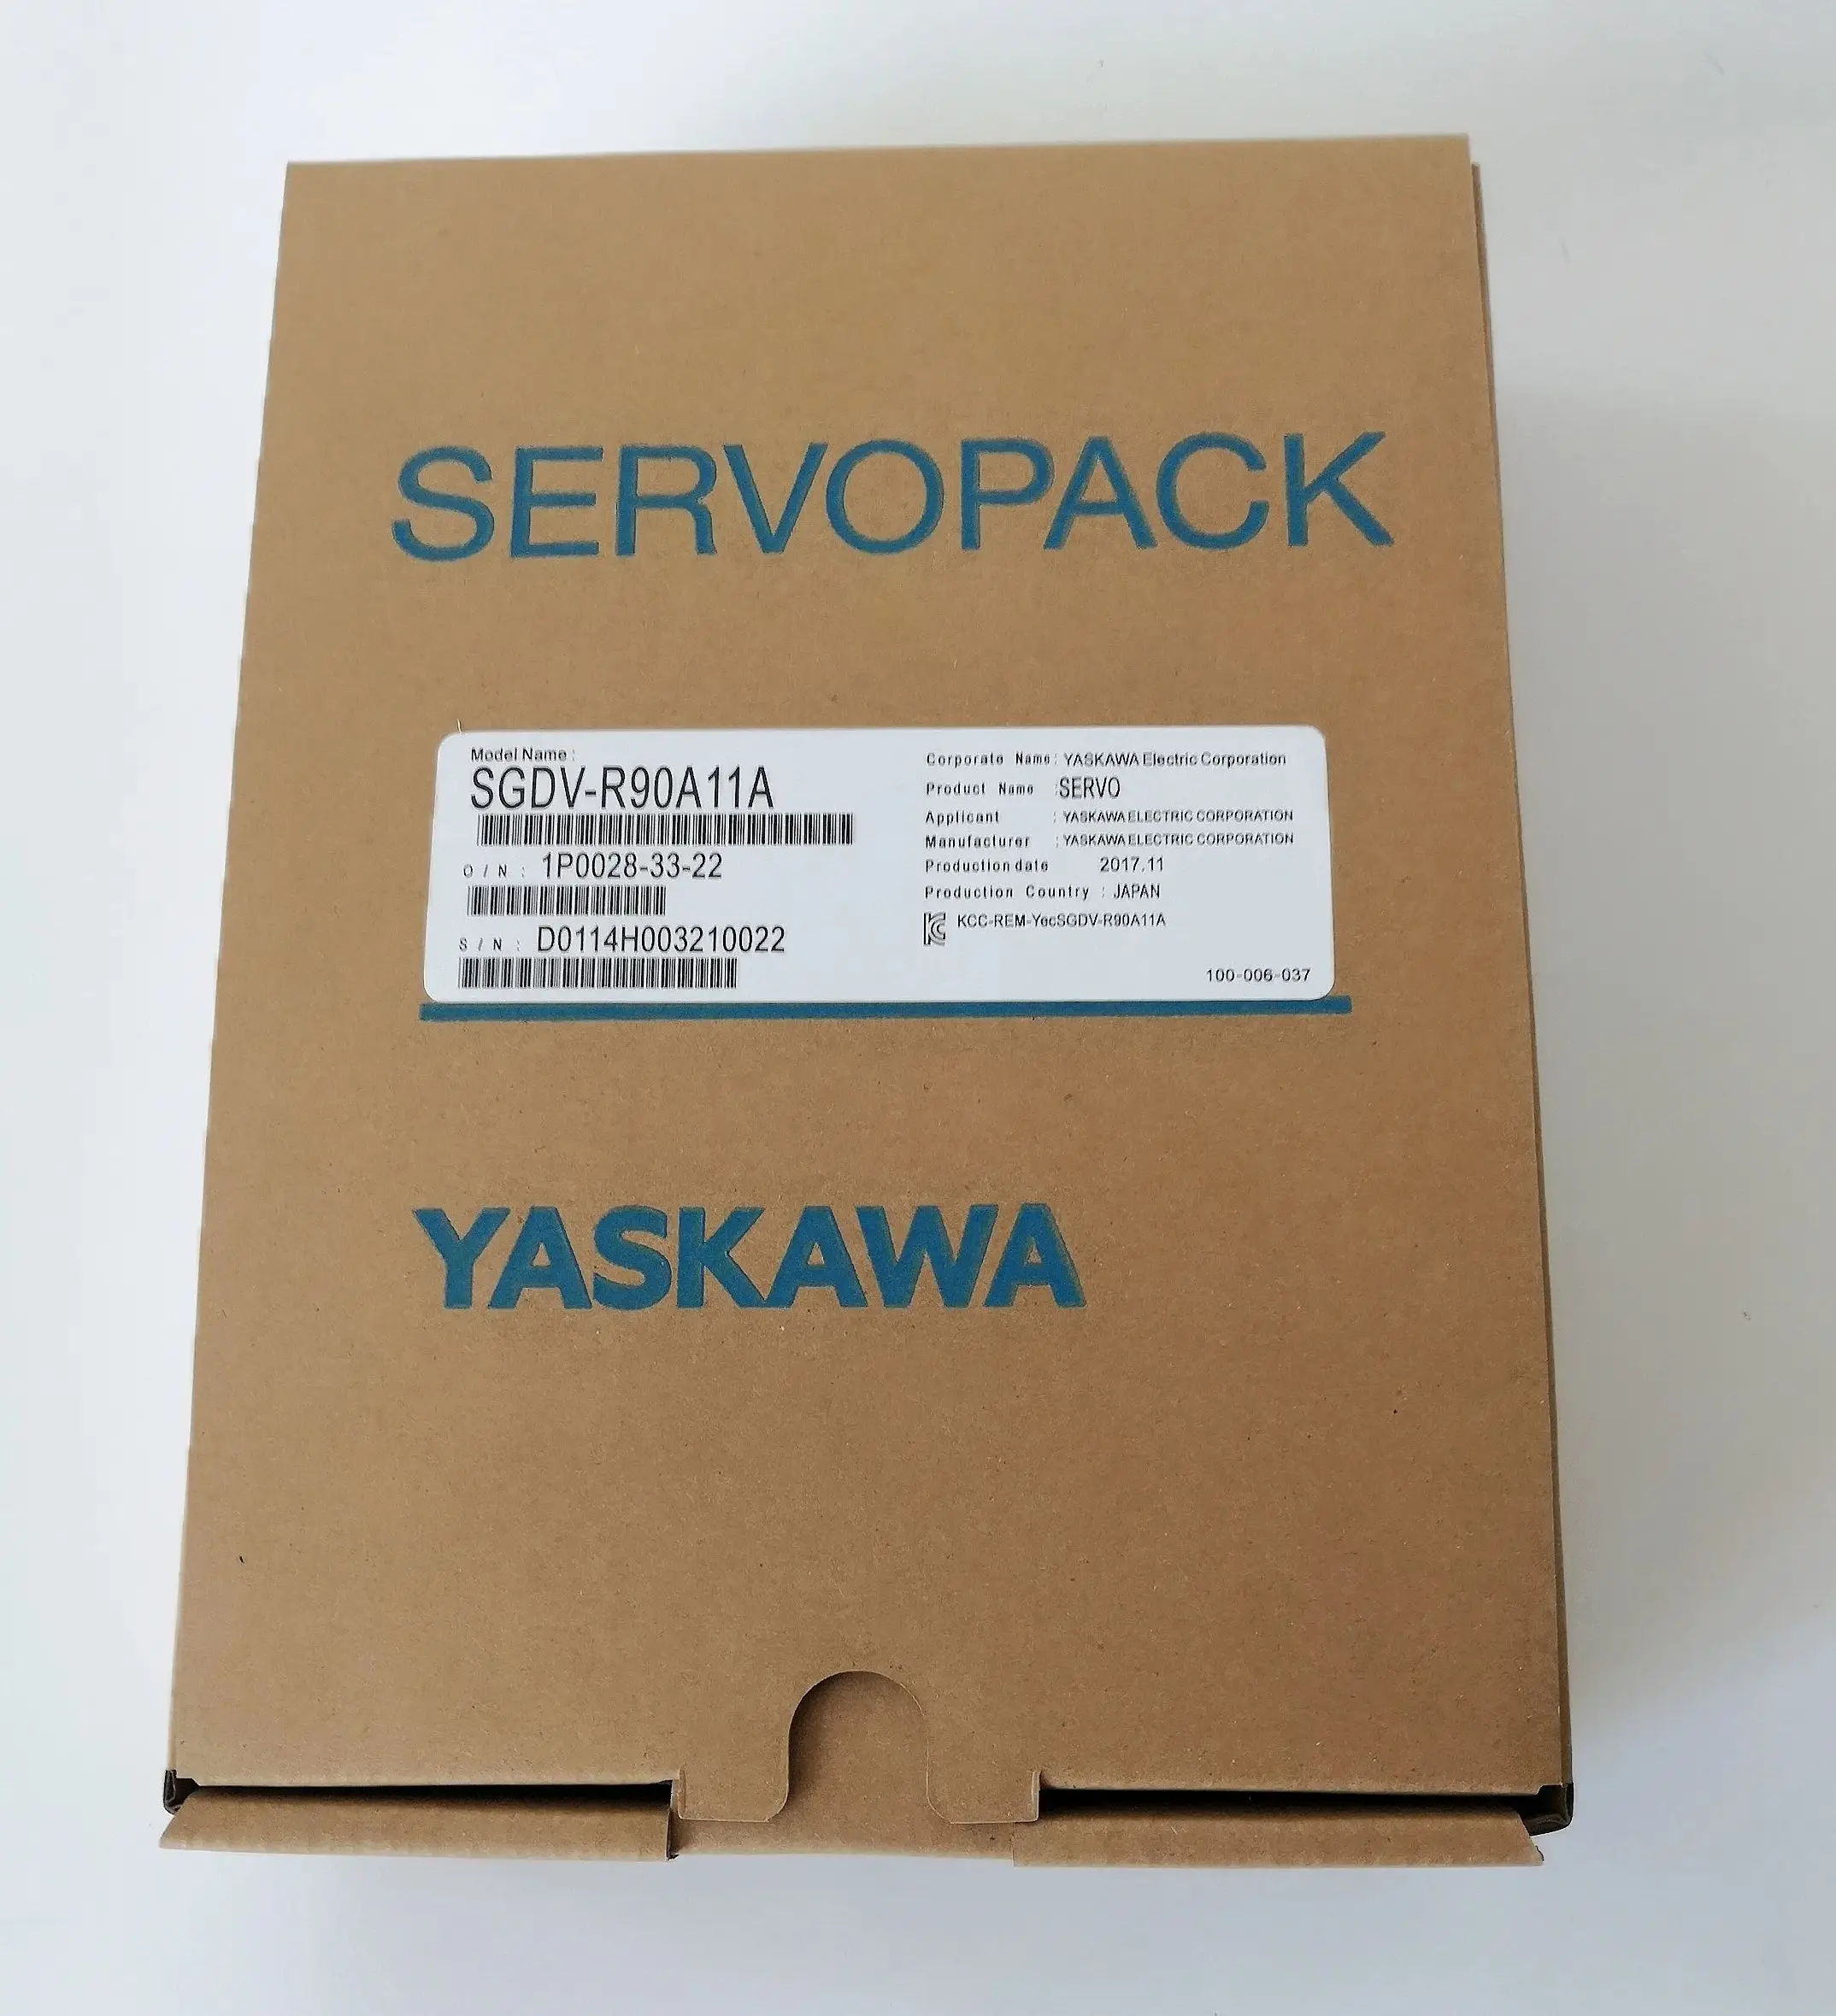 SERVOPACK
Model Name :
SGDV-R90A11A
O / N : 1P0028-33-22
S / N : D0114H003210022
Corporate Name : YASKAWA Electric Corporation
Product Name : SERVO
Applicant : YASKAWA ELECTRIC CORPORATION
Manufacturer : YASKAWA ELECTRIC CORPORATION
Production date 2017.11
Production Country : JAPAN
KCC-REM-YecSGDV-R90A11A
100-006-037
YASKAWA